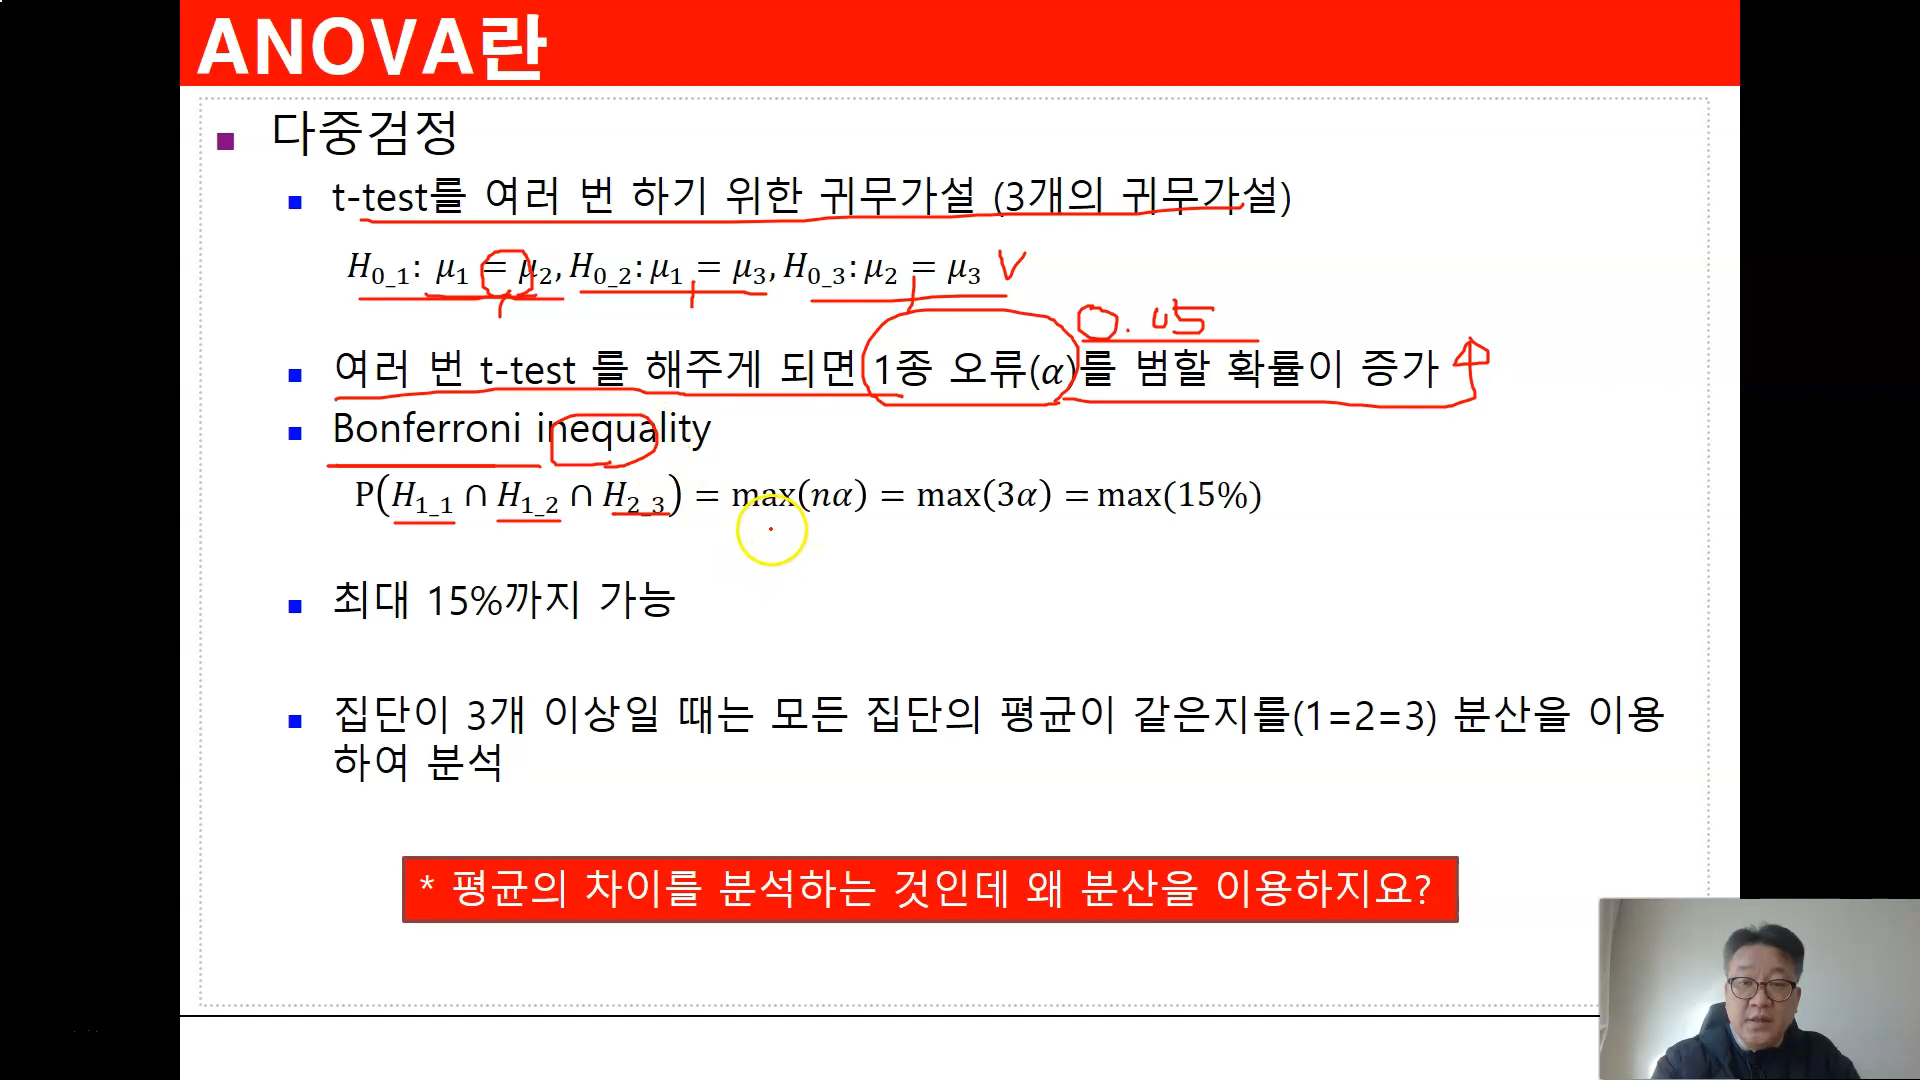 ANOVA란
다중검정
t-test를 여러 번 하기 위한 귀무가설 (3개의 귀무가설)
H₀_₁: μ₁ = μ₂, H₀_₂: μ₁ = μ₃, H₀_₃: μ₂ = μ₃ V
0.05
여러 번 t-test 를 해주게 되면 1종 오류(α)를 범할 확률이 증가
Bonferroni inequality
P(H₁_₁ ∩ H₁_₂ ∩ H₂_₃) = max(nα) = max(3α) = max(15%)
최대 15%까지 가능
집단이 3개 이상일 때는 모든 집단의 평균이 같은지를(1=2=3) 분산을 이용
하여 분석
* 평균의 차이를 분석하는 것인데 왜 분산을 이용하지요?